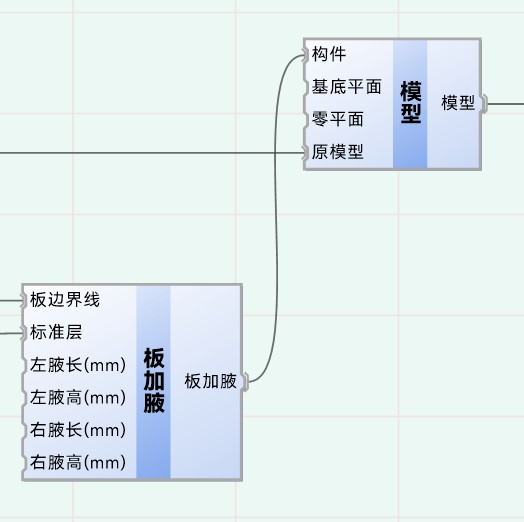 构件
基底平面
零平面
原模型
模型
模型
板边界线
标准层
左腋长(mm)
左腋高(mm)
右腋长(mm)
右腋高(mm)
板加腋
板加腋